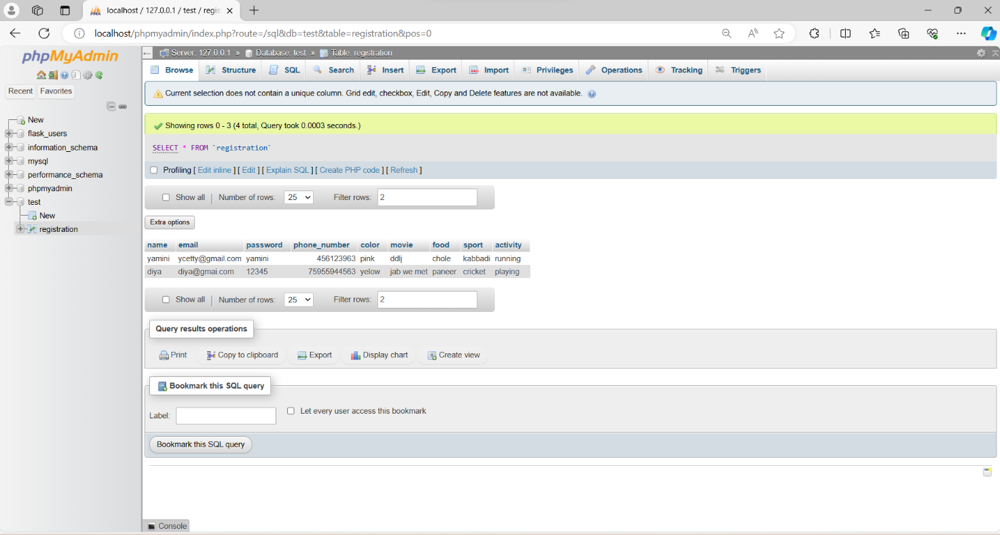 localhost / 127.0.0.1 / test / regis
localhost/phpmyadmin/index.php?route=/sql&db=test&table=registration&pos=0
phpMyAdmin
Recent Favorites
New
flask_users
information_schema
mysql
performance_schema
phpmyadmin
test
New
registration
Server: 127.0.0.1 » Database: test » Table: registration
Browse Structure SQL Search Insert Export Import Privileges Operations Tracking Triggers
Current selection does not contain a unique column. Grid edit, checkbox, Edit, Copy and Delete features are not available.
Showing rows 0 - 3 (4 total, Query took 0.0003 seconds.)
SELECT * FROM `registration`
Profiling [ Edit inline ] [ Edit ] [ Explain SQL ] [ Create PHP code ] [ Refresh ]
Show all | Number of rows: 25 Filter rows: 2
Extra options
name email password phone_number color movie food sport activity
yamini ycetty@gmail.com yamini 456123963 pink ddlj chole kabbadi running
diya diya@gmai.com 12345 75955944563 yelow jab we met paneer cricket playing
Show all | Number of rows: 25 Filter rows: 2
Query results operations
Print Copy to clipboard Export Display chart Create view
Bookmark this SQL query
Label: Let every user access this bookmark
Bookmark this SQL query
Console